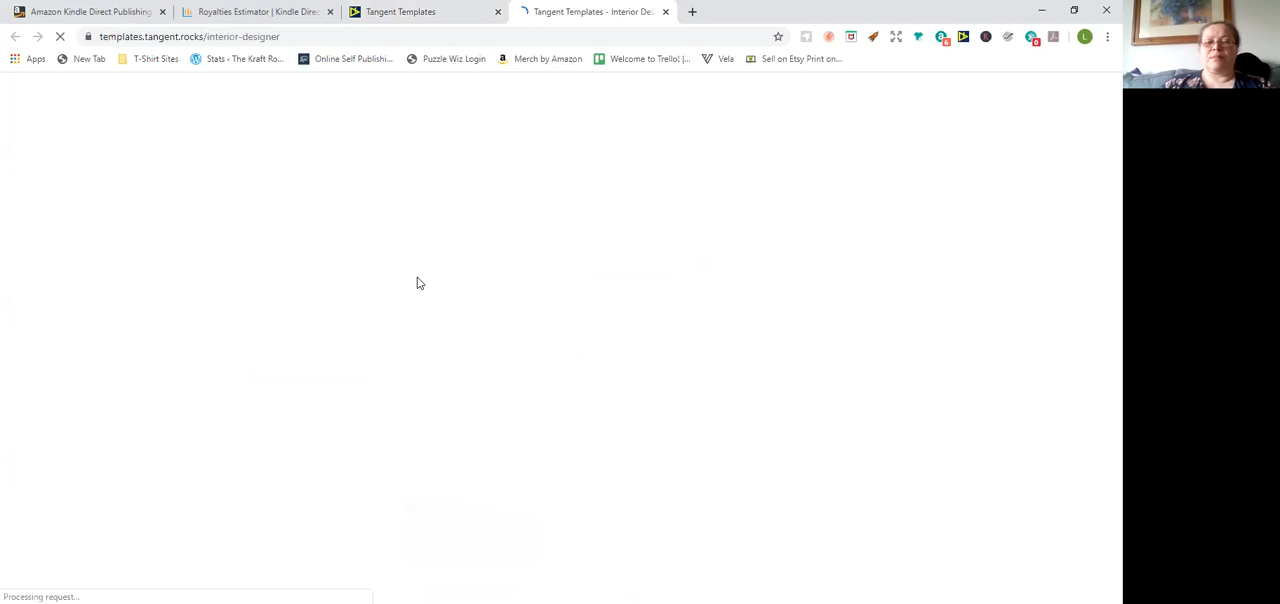 Amazon Kindle Direct Publishing
Royalties Estimator | Kindle Dire
Tangent Templates
Tangent Templates - Interior De
templates.tangent.rocks/interior-designer
Apps
New Tab
T-Shirt Sites
Stats ‹ The Kraft Ro...
Online Self Publishi...
Puzzle Wiz Login
Merch by Amazon
Welcome to Trello! |...
Vela
Sell on Etsy Print on...
Processing request...